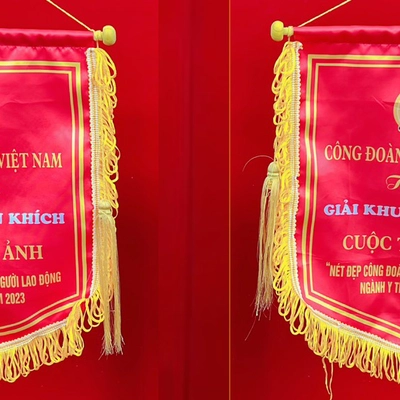 VIỆT NAM
KHÍCH
ẢNH
NGƯỜI LAO ĐỘNG
2023
CÔNG ĐOÀN
GIẢI KHU
CUỘC
"NÉT ĐẸP CÔNG ĐOÀ
NGÀNH Y T